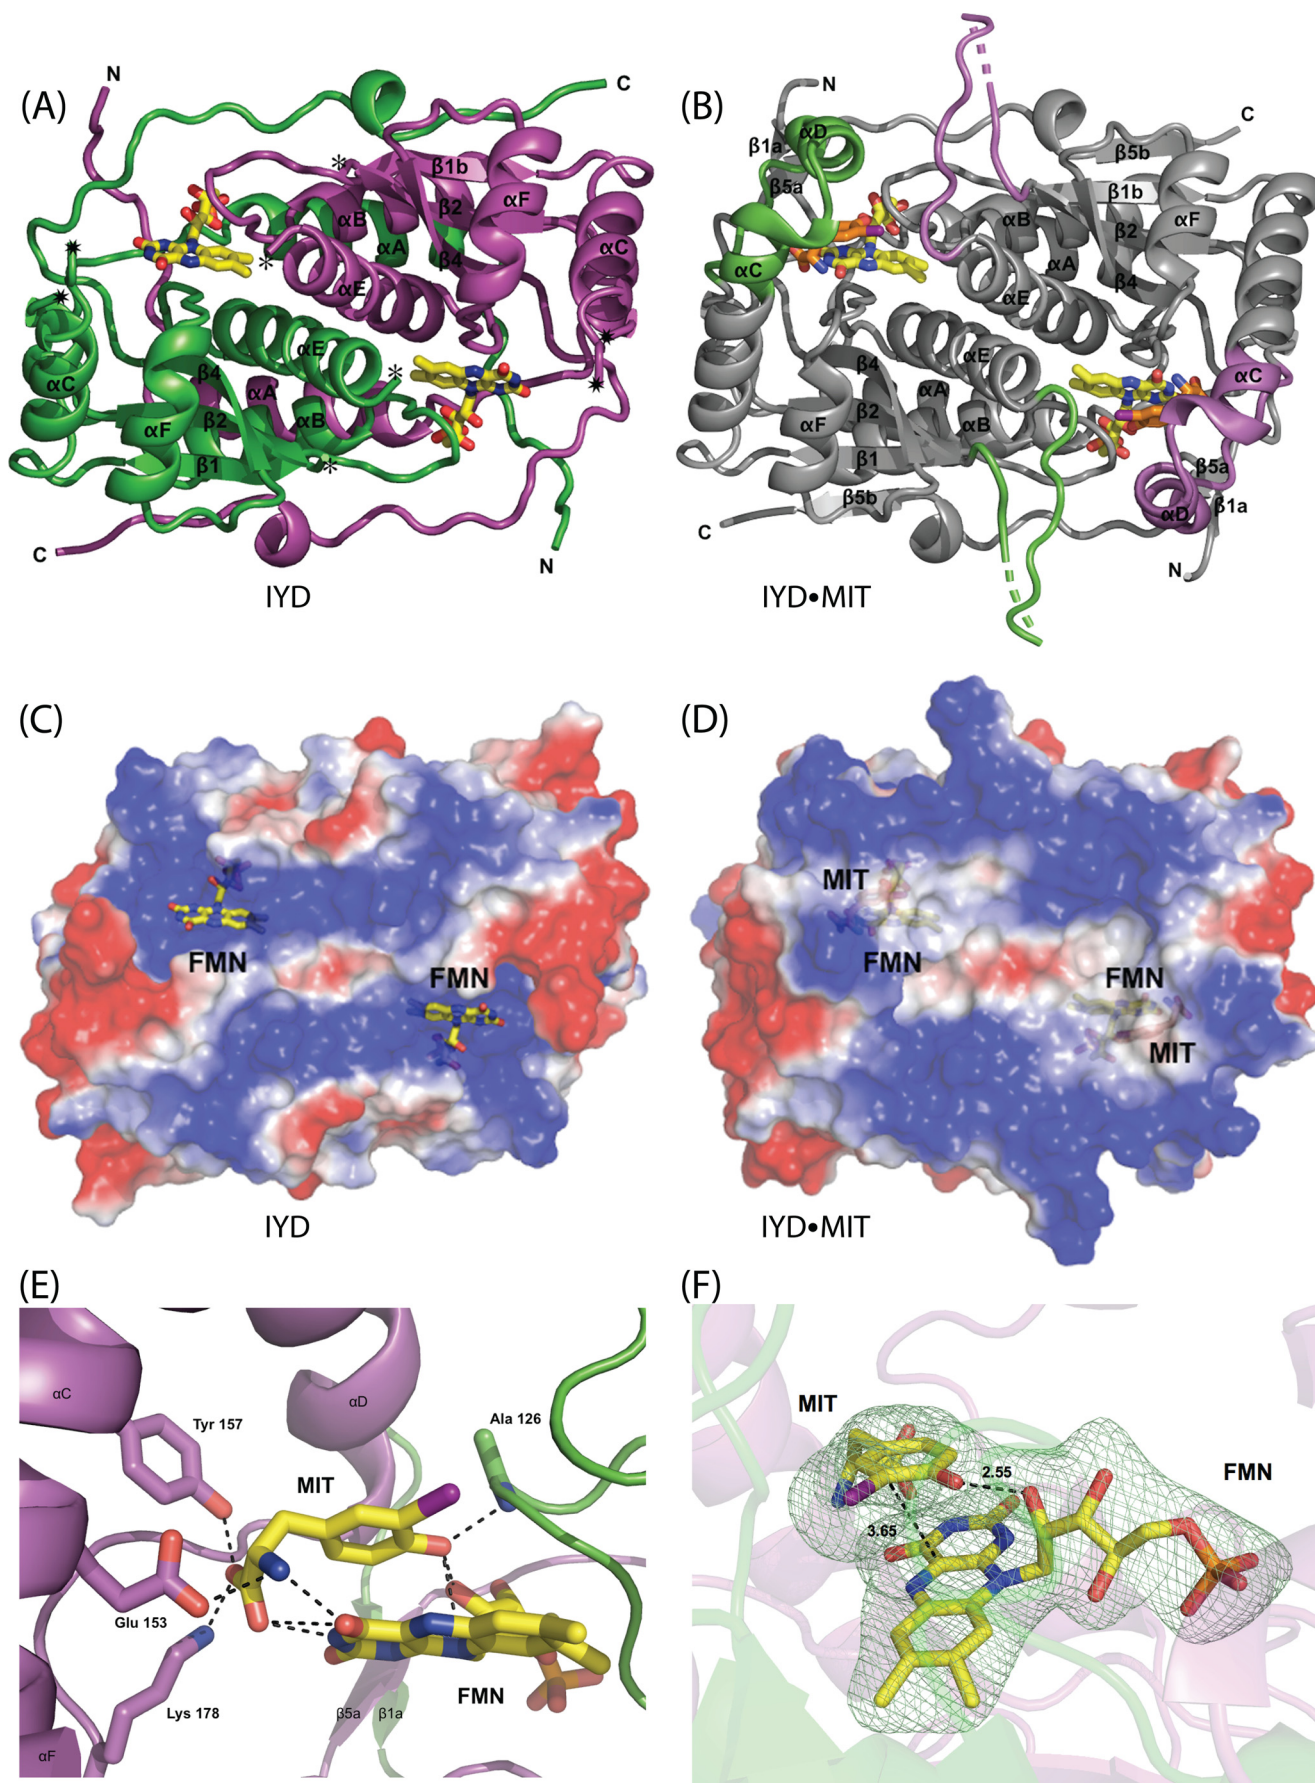 (A)
N
C
*
β1b
αF
αB
β2
αC
αA
*
β4
αE
αE
*
αC
β4
αA
β2
αB
αF
β1
*
C
N
IYD
(B)
N
αD
C
β1a
β5b
β5a
β1b
αB
αF
β2
αC
αA
αE
β4
β4
αE
αC
αA
β2
αB
αF
β1
β5a
β5b
αD
β1a
C
N
IYD•MIT
(C)
FMN
FMN
IYD
(D)
MIT
FMN
FMN
MIT
IYD•MIT
(E)
αC
αD
Tyr 157
Ala 126
MIT
Glu 153
FMN
Lys 178
β5a
β1a
αF
(F)
MIT
2.55
FMN
3.65